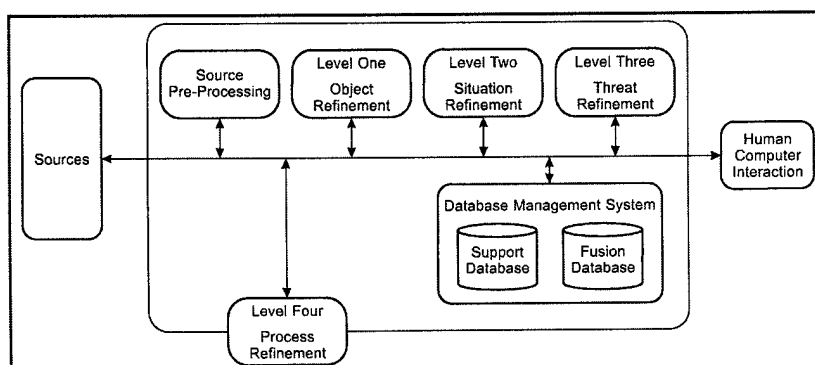 Source
Pre-Processing
Level One
Object
Refinement
Level Two
Situation
Refinement
Level Three
Threat
Refinement
Sources
Human
Computer
Interaction
Database Management System
Support
Database
Fusion
Database
Level Four
Process
Refinement